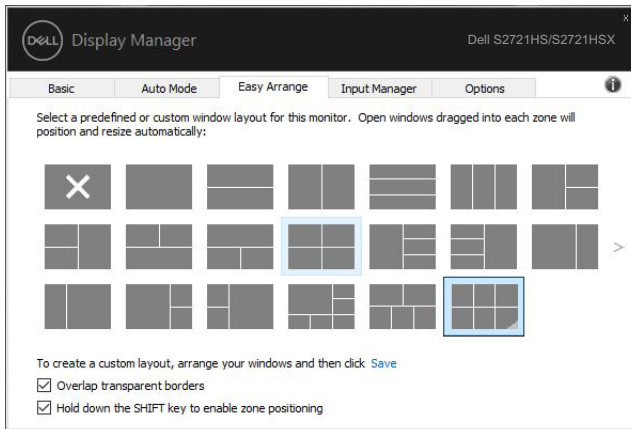 x
DELL Display Manager Dell S2721HS/S2721HSX
Basic Auto Mode Easy Arrange Input Manager Options
Select a predefined or custom window layout for this monitor. Open windows dragged into each zone will
position and resize automatically:
To create a custom layout, arrange your windows and then click Save
Overlap transparent borders
Hold down the SHIFT key to enable zone positioning